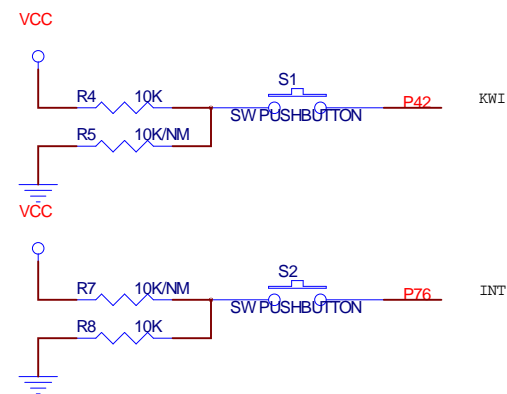 VCC
S1
R4 10K
P42
KWI
SW PUSHBUTTON
R5 10K/NM
VCC
S2
R7 10K/NM
P76
INT
SW PUSHBUTTON
R8 10K